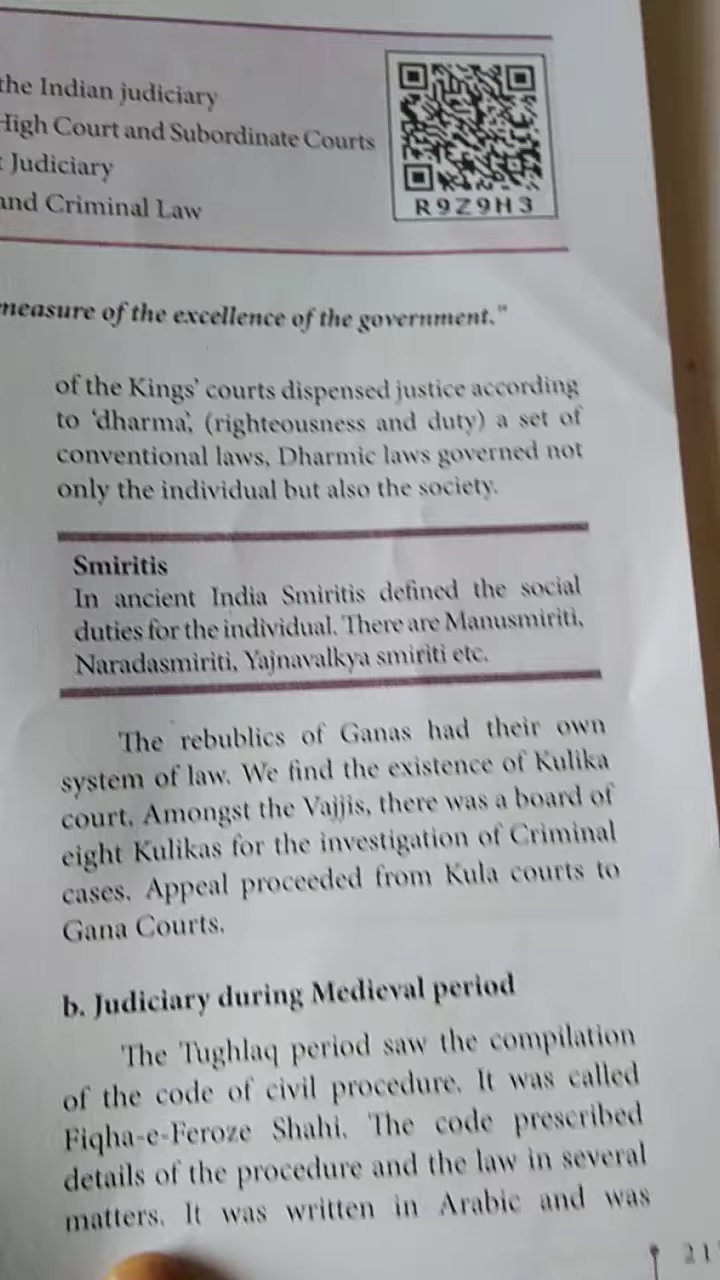 the Indian judiciary
High Court and Subordinate Courts
Judiciary
and Criminal Law
R9Z9H3
measure of the excellence of the government."
of the Kings' courts dispensed justice according
to 'dharma', (righteousness and duty) a set of
conventional laws, Dharmic laws governed not
only the individual but also the society.
Smiritis
In ancient India Smiritis defined the social
duties for the individual. There are Manusmiriti,
Naradasmiriti, Yajnavalkya smiriti etc.
The rebublics of Ganas had their own
system of law. We find the existence of Kulika
court. Amongst the Vajjis, there was a board of
eight Kulikas for the investigation of Criminal
cases. Appeal proceeded from Kula courts to
Gana Courts.
b. Judiciary during Medieval period
The Tughlaq period saw the compilation
of the code of civil procedure. It was called
Fiqha-e-Feroze Shahi. The code prescribed
details of the procedure and the law in several
matters. It was written in Arabic and was
21